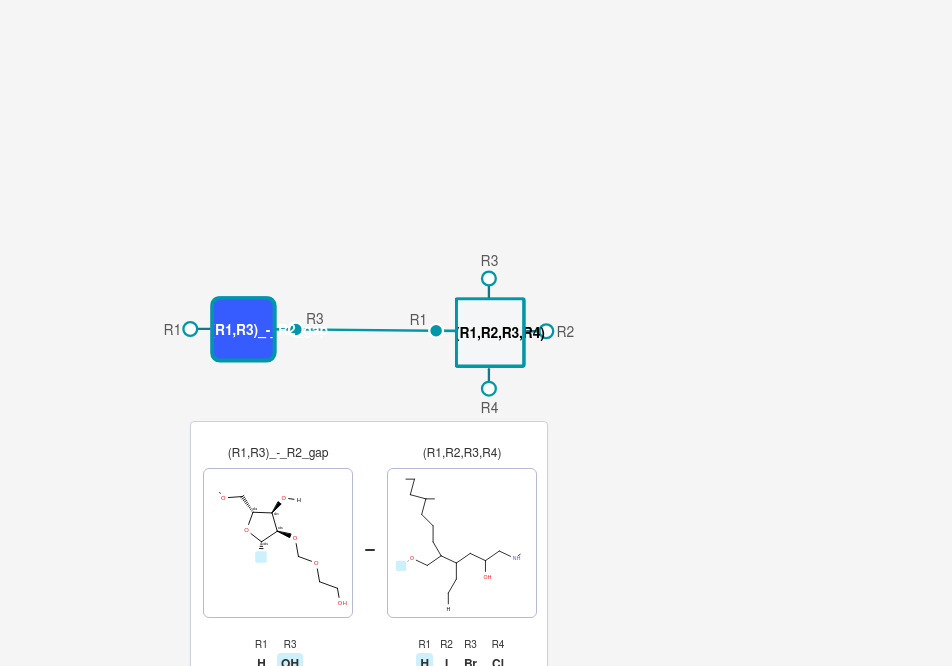 R3
R1 R1,R3)_-_R2_gap R3 R1 (R1,R2,R3,R4) R2
R4
(R1,R3)_-_R2_gap (R1,R2,R3,R4)
O O H
O O
O
OH
–
O NH
OH
H
R1 R3 R1 R2 R3 R4
H OH H I Br Cl